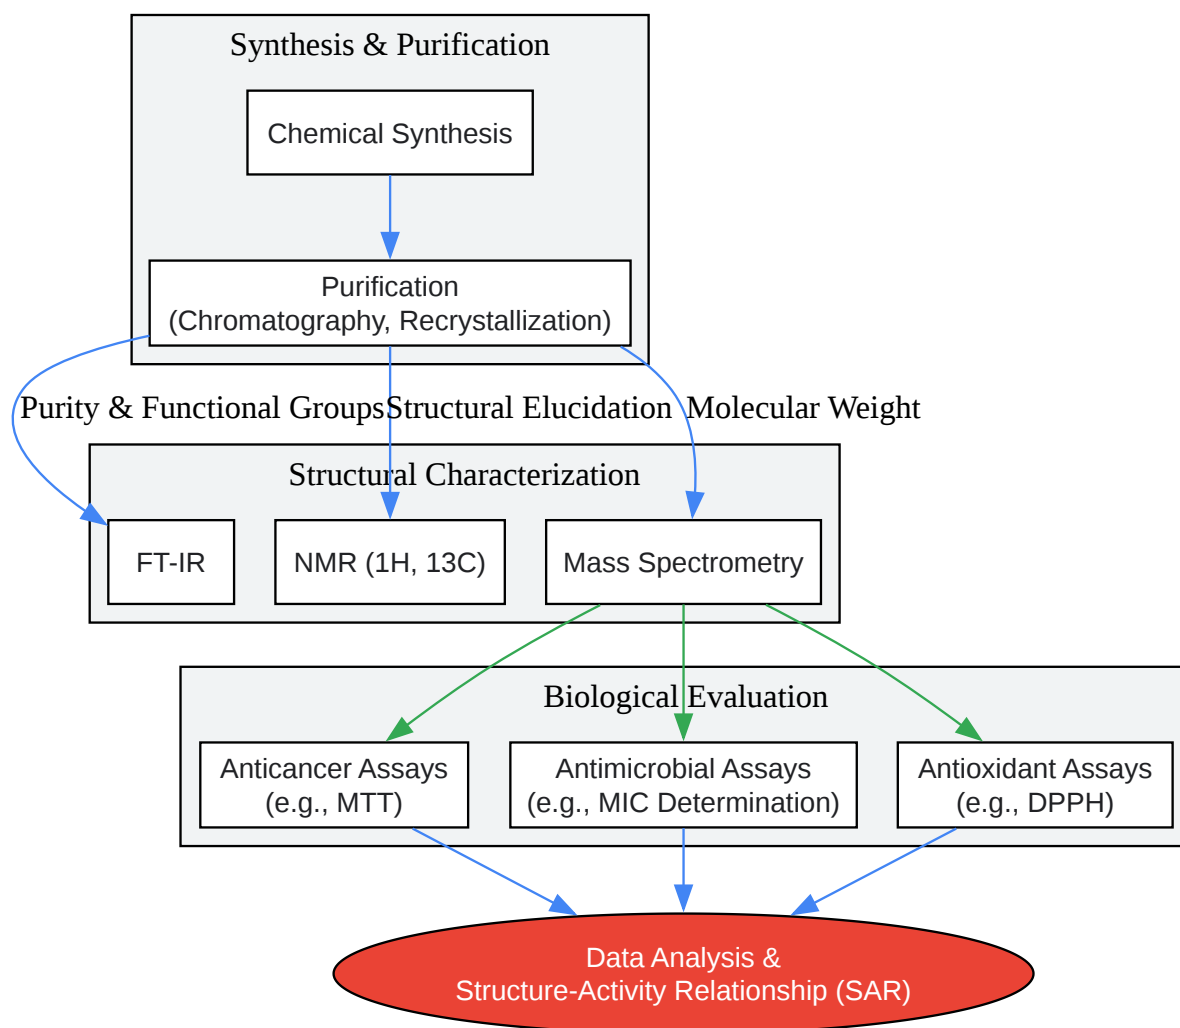 Synthesis & Purification
Chemical Synthesis
Purification
(Chromatography, Recrystallization)
Purity & Functional Groups
Structural Elucidation
Molecular Weight
Structural Characterization
FT-IR
NMR (1H, 13C)
Mass Spectrometry
Biological Evaluation
Anticancer Assays
(e.g., MTT)
Antimicrobial Assays
(e.g., MIC Determination)
Antioxidant Assays
(e.g., DPPH)
Data Analysis &
Structure-Activity Relationship (SAR)